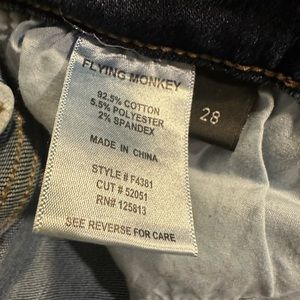 FLYING MONKEY
92.5% COTTON
5.5% POLYESTER
2% SPANDEX
MADE IN CHINA
STYLE # F4381
CUT # 52051
RN# 125813
SEE REVERSE FOR CARE
28